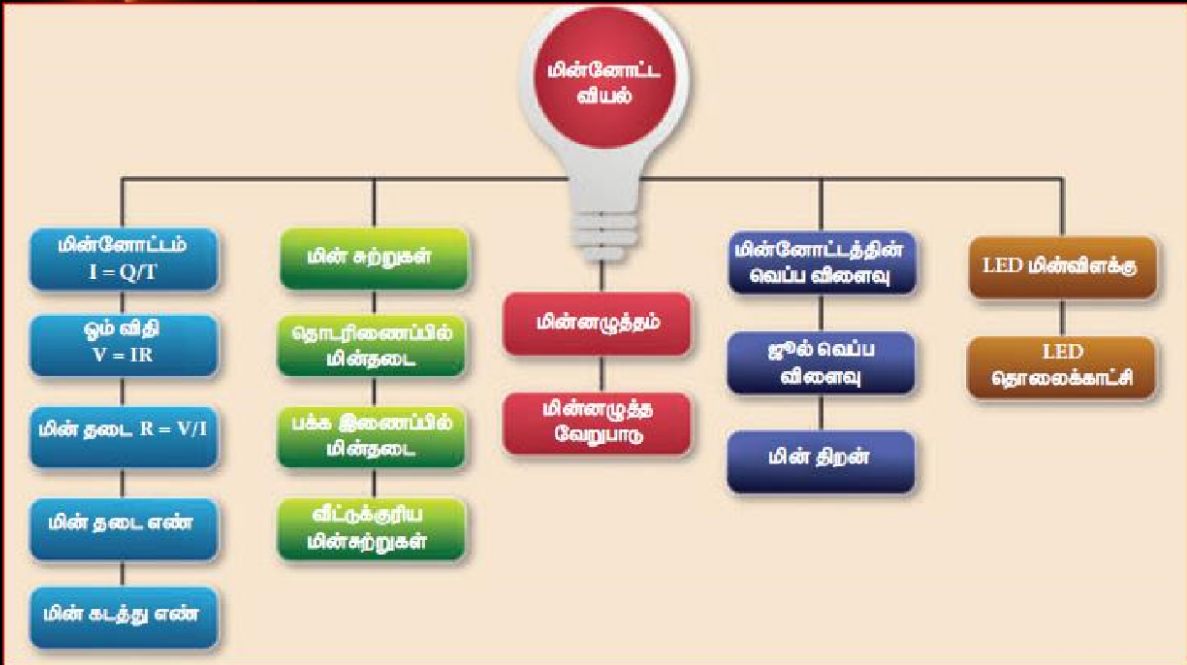 மின்னோட்ட
வியல்
மின்னோட்டம்
I = Q/T
ஓம் விதி
V = IR
மின் தடை R = V/I
மின் தடை எண்
மின் கடத்து எண்
மின் சுற்றுகள்
தொடரிணைப்பில்
மின்தடை
பக்க இணைப்பில்
மின்தடை
வீட்டுக்குரிய
மின்சுற்றுகள்
மின்னழுத்தம்
மின்னழுத்த
வேறுபாடு
மின்னோட்டத்தின்
வெப்ப விளைவு
ஜூல் வெப்ப
விளைவு
மின் திறன்
LED மின்விளக்கு
LED
தொலைக்காட்சி